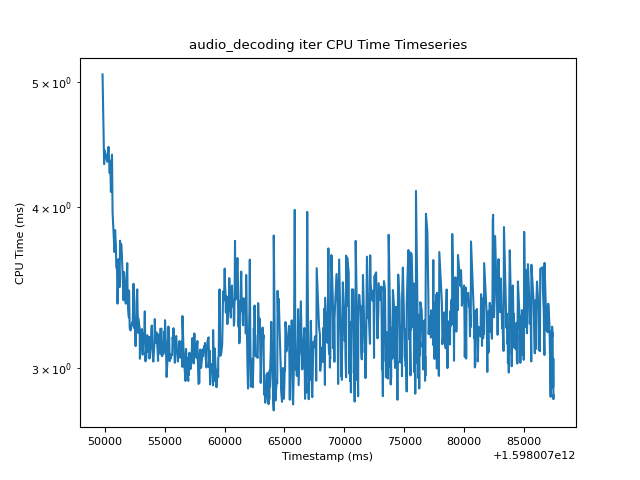 audio_decoding iter CPU Time Timeseries
CPU Time (ms)
5 × 10⁰
4 × 10⁰
3 × 10⁰
50000 55000 60000 65000 70000 75000 80000 85000
Timestamp (ms)
+1.598007e12